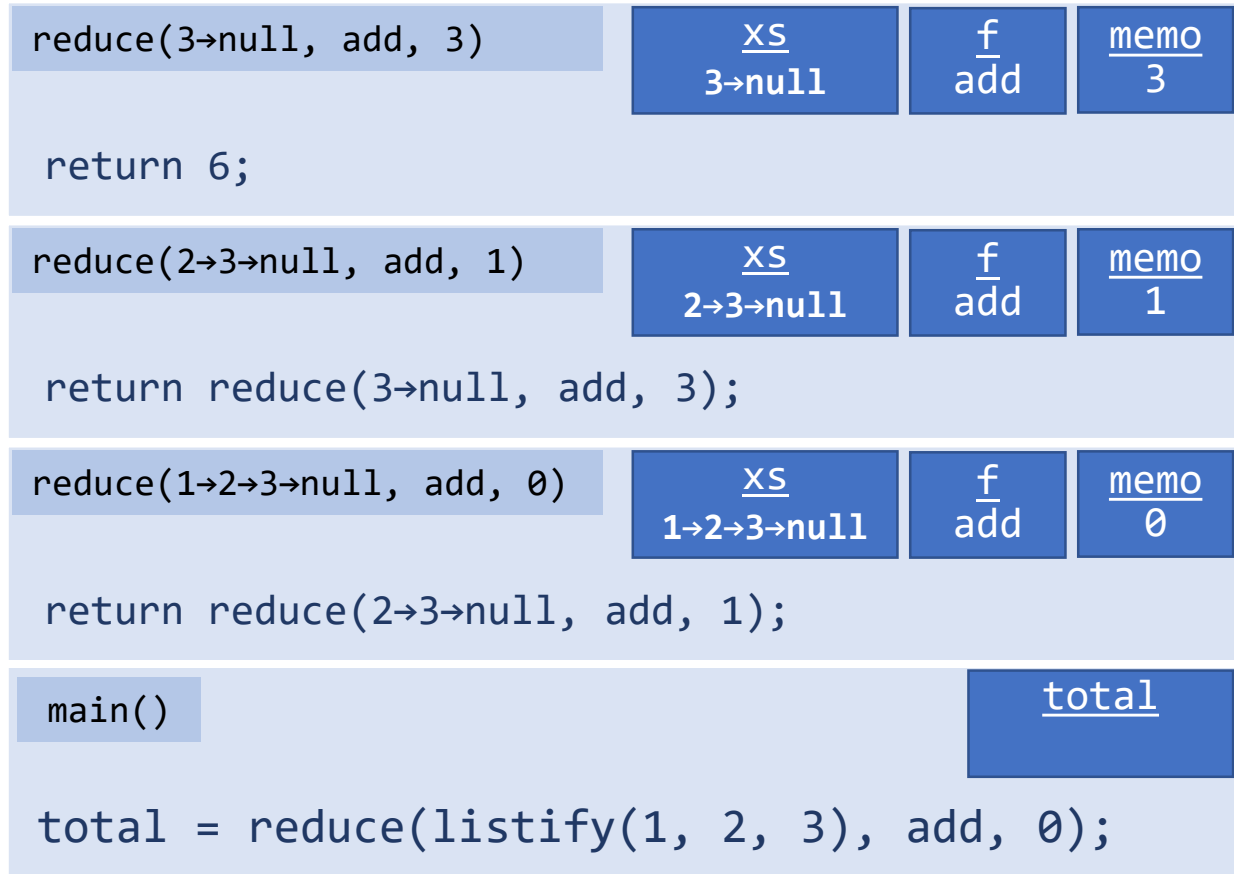 reduce(3→null, add, 3)
xs
3→null
f
add
memo
3
return 6;
reduce(2→3→null, add, 1)
xs
2→3→null
f
add
memo
1
return reduce(3→null, add, 3);
reduce(1→2→3→null, add, 0)
xs
1→2→3→null
f
add
memo
0
return reduce(2→3→null, add, 1);
main()
total
total = reduce(listify(1, 2, 3), add, 0);